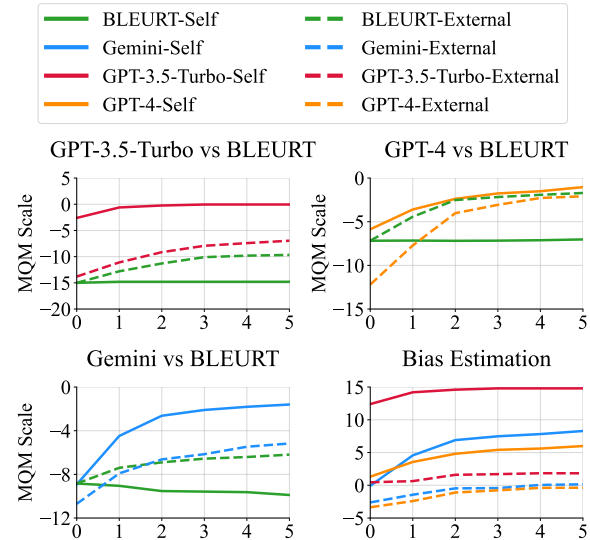 BLEURT-Self BLEURT-External
Gemini-Self Gemini-External
GPT-3.5-Turbo-Self GPT-3.5-Turbo-External
GPT-4-Self GPT-4-External
GPT-3.5-Turbo vs BLEURT
MQM Scale
5
0
−5
−10
−15
−20
0 1 2 3 4 5
GPT-4 vs BLEURT
MQM Scale
0
−5
−10
−15
0 1 2 3 4 5
Gemini vs BLEURT
MQM Scale
0
−4
−8
−12
0 1 2 3 4 5
Bias Estimation
15
10
5
0
−5
0 1 2 3 4 5